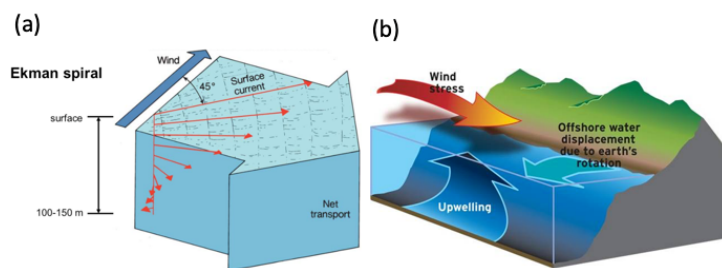 (a)
Wind
Ekman spiral
45°
Surface
current
surface
100-150 m
Net
transport
(b)
Wind
stress
Offshore water
displacement
due to earth's
rotation
Upwelling